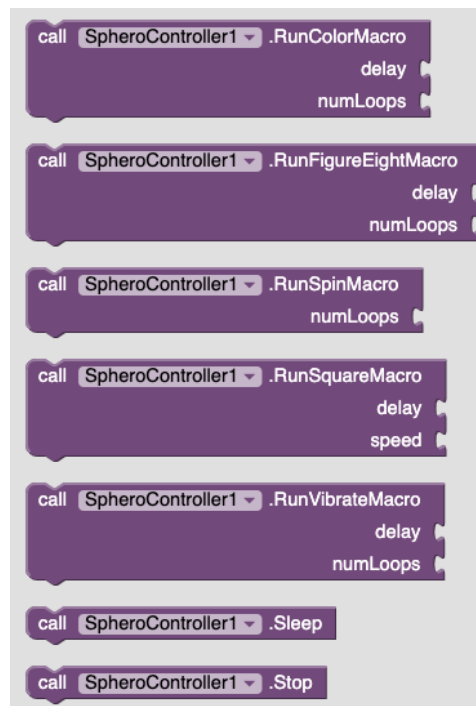 call SpheroController1 .RunColorMacro
delay
numLoops
call SpheroController1 .RunFigureEightMacro
delay
numLoops
call SpheroController1 .RunSpinMacro
numLoops
call SpheroController1 .RunSquareMacro
delay
speed
call SpheroController1 .RunVibrateMacro
delay
numLoops
call SpheroController1 .Sleep
call SpheroController1 .Stop